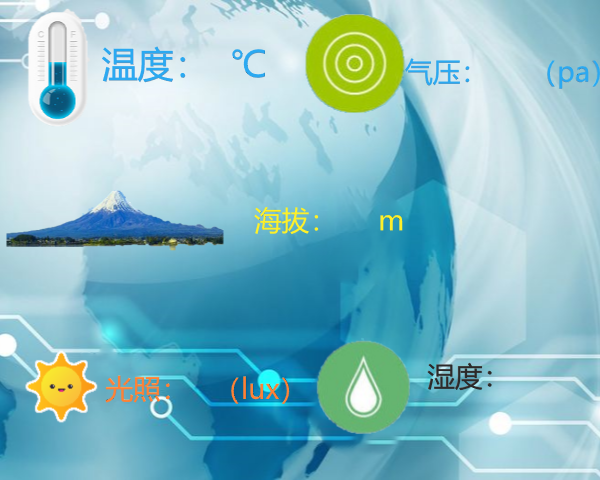 温度： ℃
气压： （pa）
海拔： m
光照： （lux）
湿度：